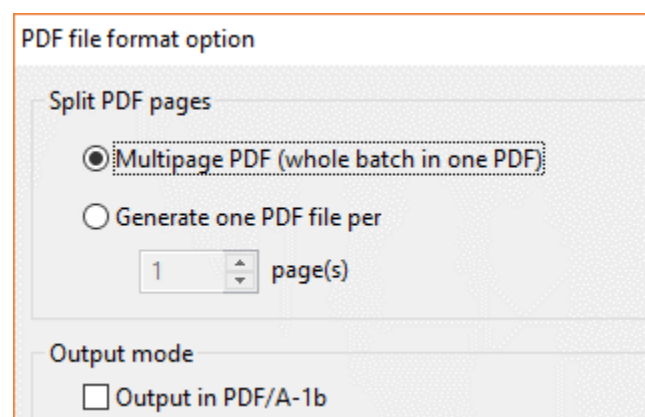 PDF file format option
Split PDF pages
Multipage PDF (whole batch in one PDF)
Generate one PDF file per
1 page(s)
Output mode
Output in PDF/A-1b